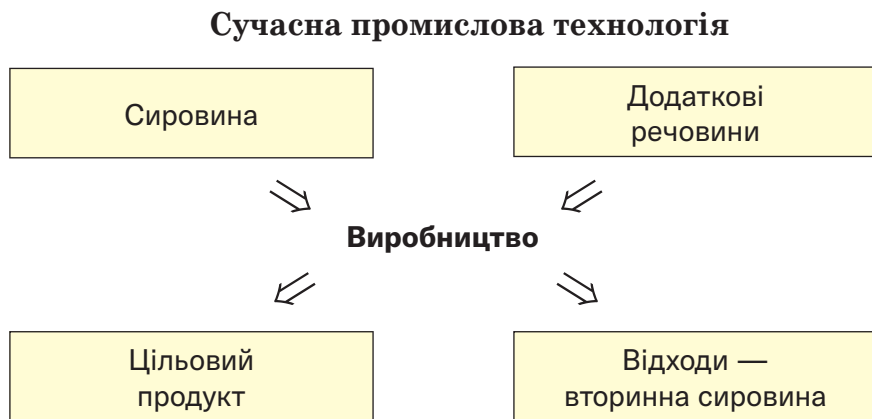 Сучасна промислова технологія
Сировина
Додаткові
речовини
Виробництво
Цільовий
продукт
Відходи —
вторинна сировина